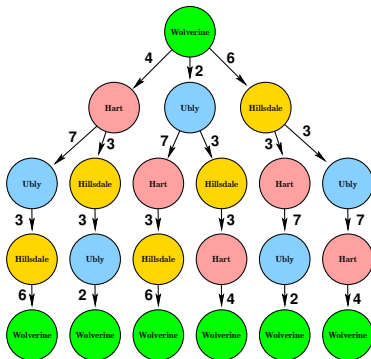 Wolverine
4 2 6
Hart Ubly Hillsdale
7 3 7 3 3 3
Ubly Hillsdale Hart Hillsdale Hart Ubly
3 3 3 3 7 7
Hillsdale Ubly Hillsdale Hart Ubly Hart
6 2 6 4 2 4
Wolverine Wolverine Wolverine Wolverine Wolverine Wolverine